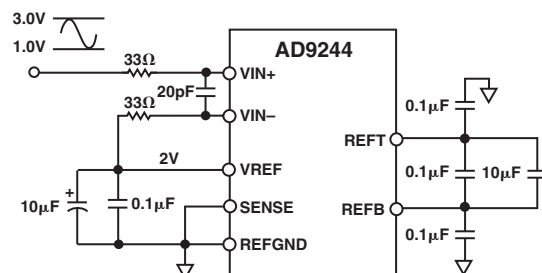 3.0V
1.0V
AD9244
33Ω
VIN+
20pF
33Ω
VIN–
0.1µF
REFT
2V
VREF
0.1µF
10µF
+
10µF
0.1µF
SENSE
REFB
REFGND
0.1µF